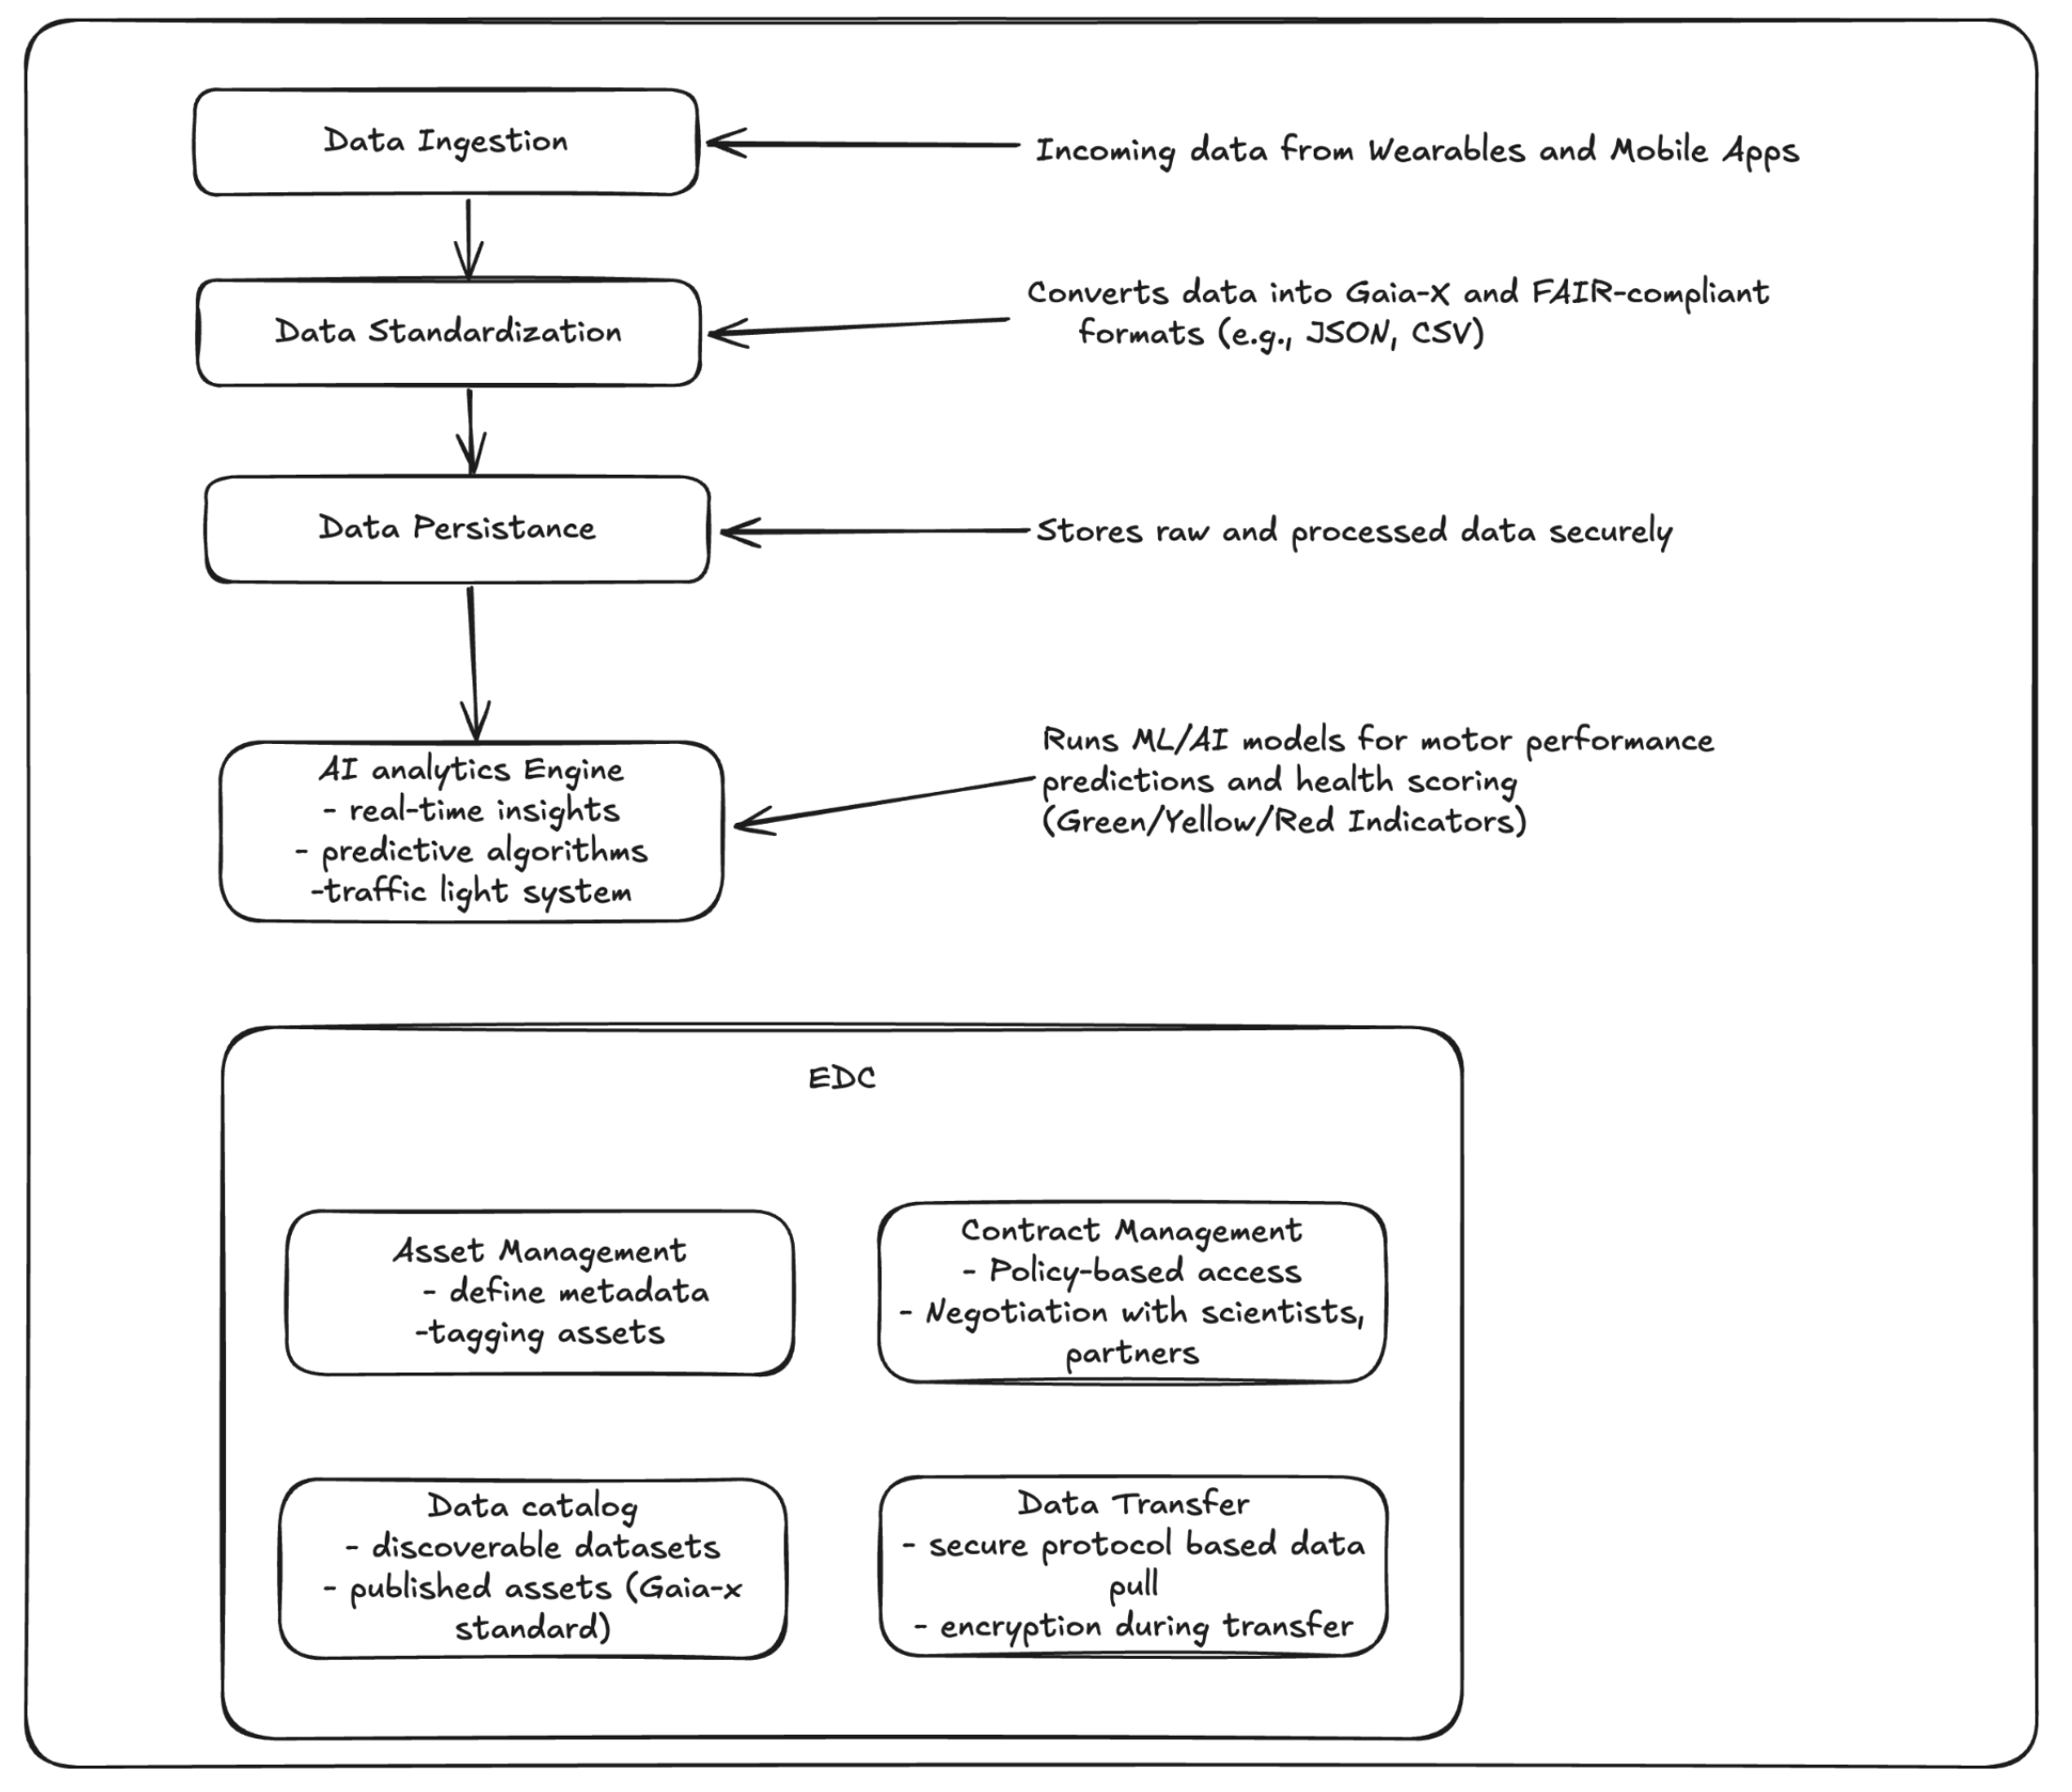 Data Ingestion
Incoming data from Wearables and Mobile Apps
Data Standardization
Converts data into Gaia-X and FAIR-compliant
formats (e.g., JSON, CSV)
Data Persistance
Stores raw and processed data securely
AI analytics Engine
- real-time insights
- predictive algorithms
-traffic light system
Runs ML/AI models for motor performance
predictions and health scoring
(Green/Yellow/Red Indicators)
EDC
Asset Management
- define metadata
-tagging assets
Contract Management
- Policy-based access
- Negotiation with scientists,
partners
Data catalog
- discoverable datasets
- published assets (Gaia-x
standard)
Data Transfer
- secure protocol based data
pull
- encryption during transfer